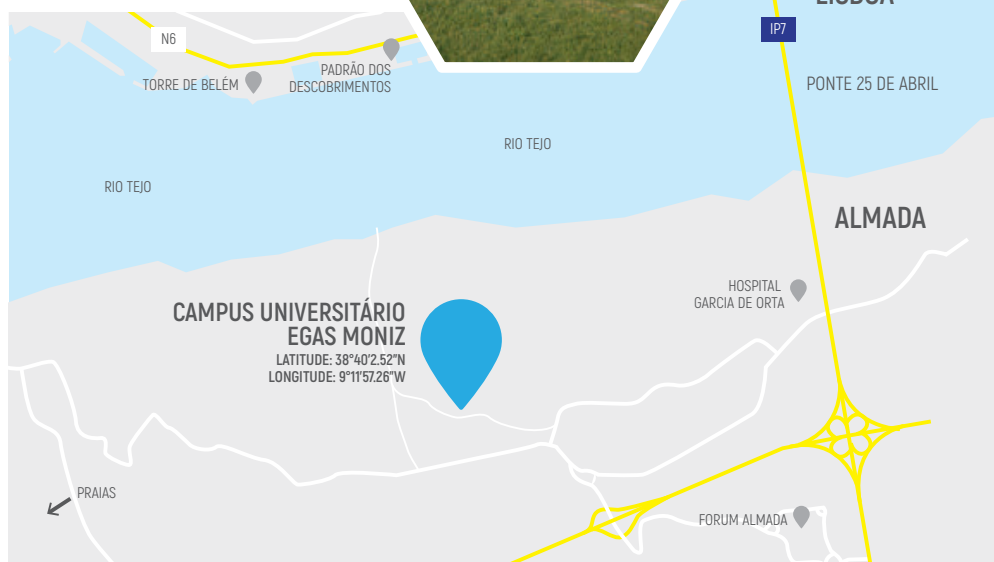 IP7
N6
PADRÃO DOS
DESCOBRIMENTOS
TORRE DE BELÉM
PONTE 25 DE ABRIL
RIO TEJO
RIO TEJO
ALMADA
HOSPITAL
GARCIA DE ORTA
CAMPUS UNIVERSITÁRIO
EGAS MONIZ
LATITUDE: 38°40'2.52"N
LONGITUDE: 9°11'57.26"W
PRAIAS
FORUM ALMADA